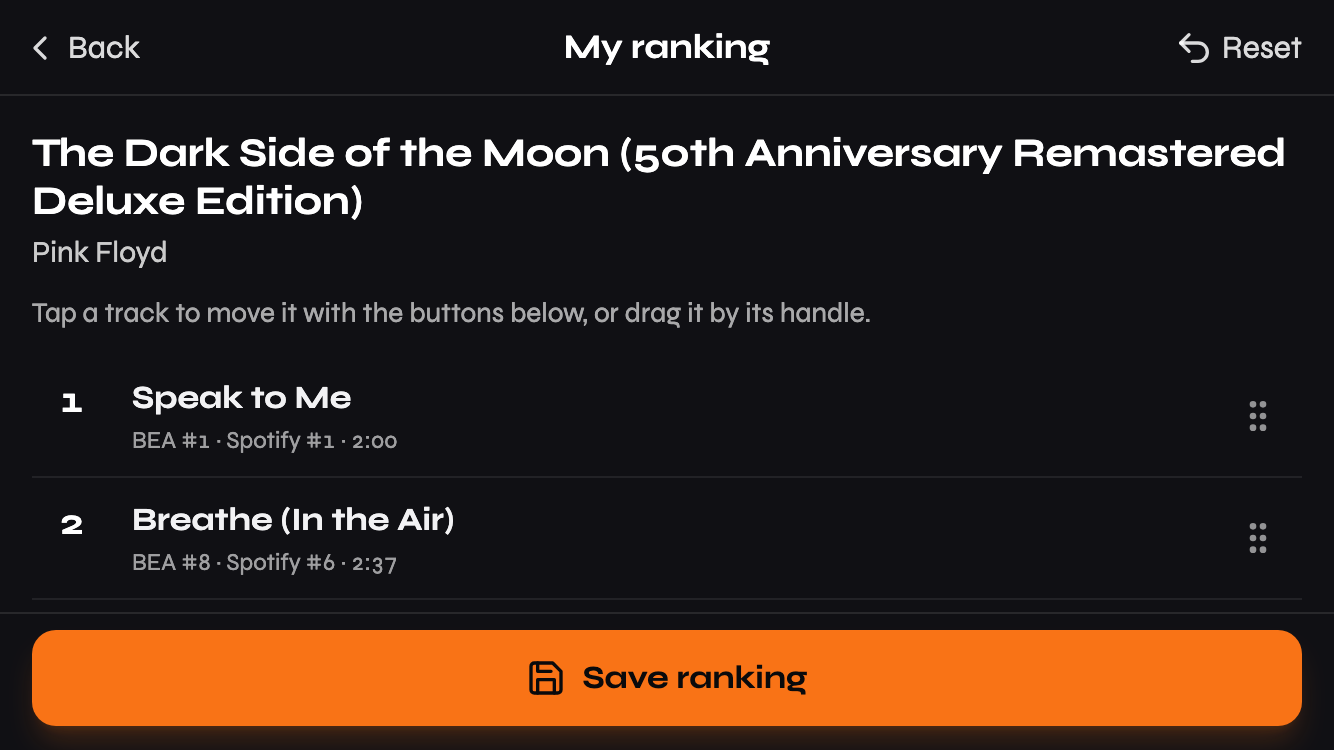 Back
My ranking
Reset
The Dark Side of the Moon (50th Anniversary Remastered
Deluxe Edition)
Pink Floyd
Tap a track to move it with the buttons below, or drag it by its handle.
1
Speak to Me
BEA #1 · Spotify #1 · 2:00
2
Breathe (In the Air)
BEA #8 · Spotify #6 · 2:37
Save ranking